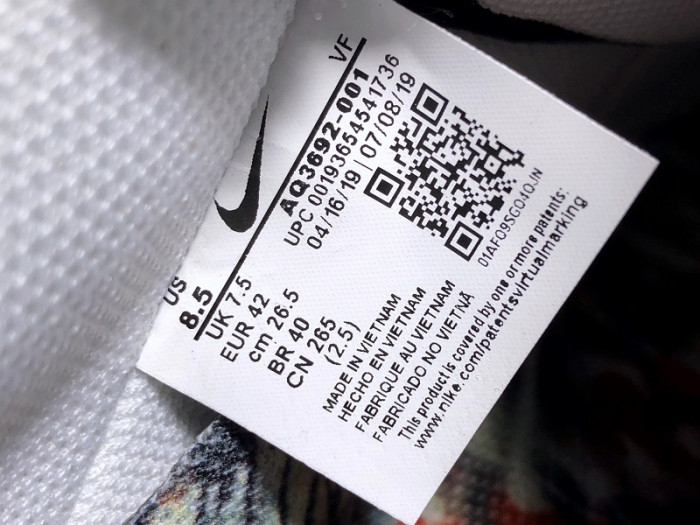 VF
AQ3692-001
UPC 00193654541736
04/16/19 | 07/08/19
01AFO9SGO4OJN
US
8.5
UK 7.5
EUR 42
cm 26.5
BR 40
CN 265
(2.5)
MADE IN VIETNAM
HECHO EN VIETNAM
FABRIQUE AU VIETNAM
FABRICADO NO VIETNÃ
This product is covered by one or more patents:
www.nike.com/patentsvirtualmarking